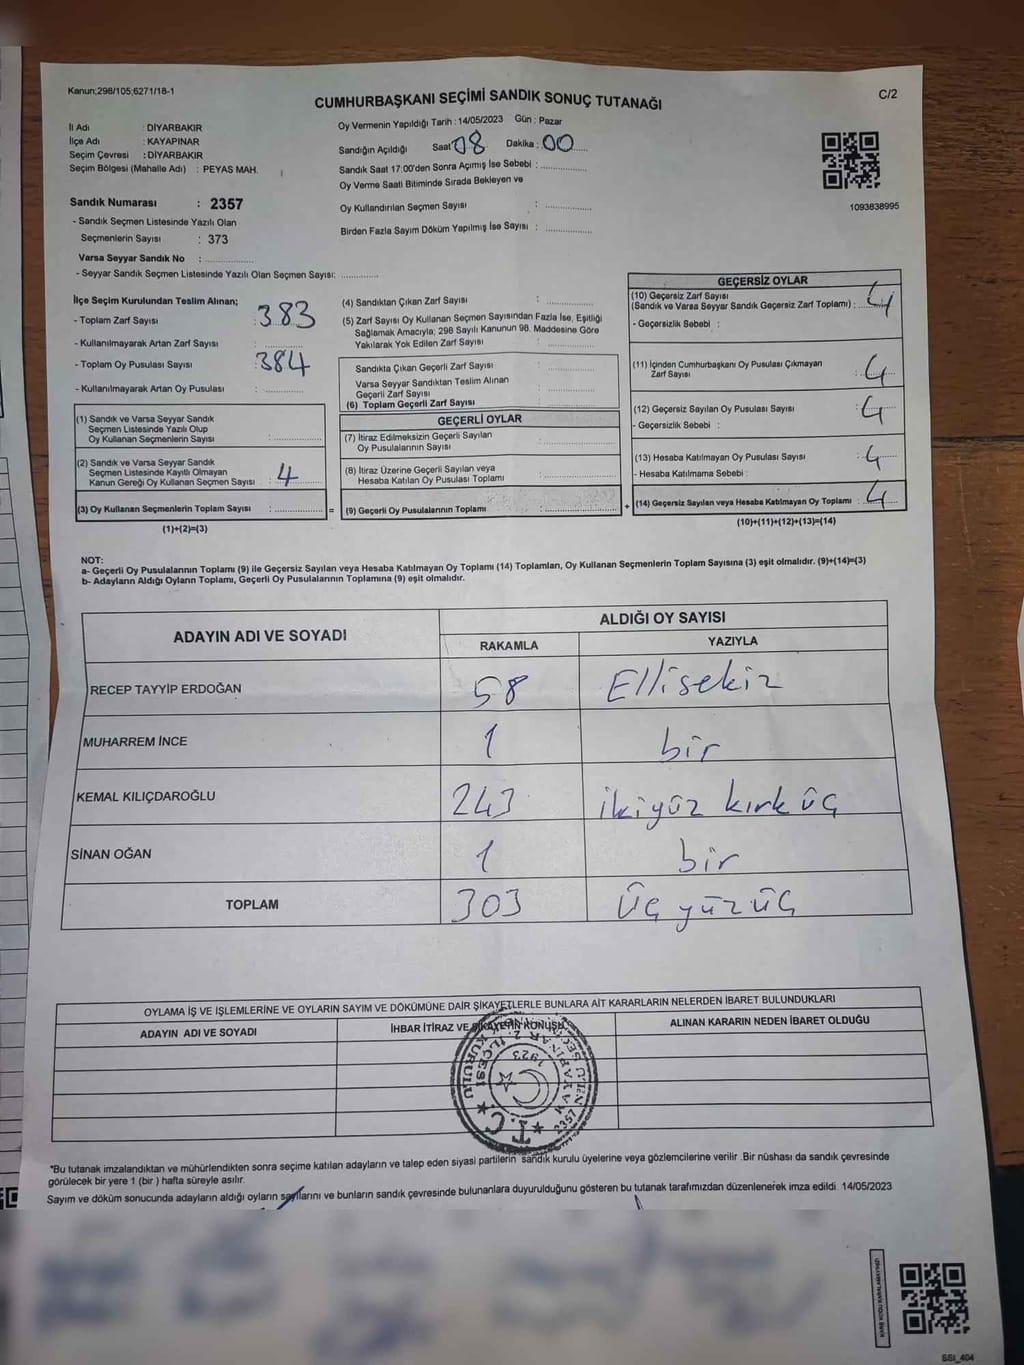 Kanun;298/105;6271/18-1
CUMHURBAŞKANI SEÇİMİ SANDIK SONUÇ TUTANAĞI
C/2
İl Adı : DİYARBAKIR
İlçe Adı : KAYAPINAR
Seçim Çevresi : DİYARBAKIR
Seçim Bölgesi (Mahalle Adı) : PEYAS MAH.
Sandık Numarası : 2357
- Sandık Seçmen Listesinde Yazılı Olan
Seçmenlerin Sayısı : 373
Varsa Seyyar Sandık No : ..............
- Seyyar Sandık Seçmen Listesinde Yazılı Olan Seçmen Sayısı: ..............
Oy Vermenin Yapıldığı Tarih : 14/05/2023 Gün : Pazar
Sandığın Açıldığı Saat 08 Dakika : 00
Sandık Saat 17:00'den Sonra Açımış İse Sebebi : ..............
Oy Verme Saati Bitiminde Sırada Bekleyen ve
Oy Kullandırılan Seçmen Sayısı : ..............
Birden Fazla Sayım Döküm Yapılmış İse Sayısı : ..............
1093838995
İlçe Seçim Kurulundan Teslim Alınan;
- Toplam Zarf Sayısı : 383
- Kullanılmayarak Artan Zarf Sayısı : ..............
- Toplam Oy Pusulası Sayısı : 384
- Kullanılmayarak Artan Oy Pusulası : ..............
(1) Sandık ve Varsa Seyyar Sandık
Seçmen Listesinde Yazılı Olup
Oy Kullanan Seçmenlerin Sayısı : ..............
(2) Sandık ve Varsa Seyyar Sandık
Seçmen Listesinde Kayıtlı Olmayan
Kanun Gereği Oy Kullanan Seçmen Sayısı : 4
(3) Oy Kullanan Seçmenlerin Toplam Sayısı : .............. =
(1)+(2)=(3)
(4) Sandıktan Çıkan Zarf Sayısı : ..............
(5) Zarf Sayısı Oy Kullanan Seçmen Sayısından Fazla İse, Eşitliği
Sağlamak Amacıyla; 298 Sayılı Kanunun 98. Maddesine Göre
Yakılarak Yok Edilen Zarf Sayısı : ..............
Sandıkta Çıkan Geçerli Zarf Sayısı : ..............
Varsa Seyyar Sandıktan Teslim Alınan
Geçerli Zarf Sayısı : ..............
(6) Toplam Geçerli Zarf Sayısı : ..............
GEÇERLİ OYLAR
(7) İtiraz Edilmeksizin Geçerli Sayılan
Oy Pusulasının Sayısı : ..............
(8) İtiraz Üzerine Geçerli Sayılan veya
Hesaba Katılan Oy Pusulası Toplamı : ..............
(9) Geçerli Oy Pusulalarının Toplamı : .............. +
GEÇERSİZ OYLAR
(10) Geçersiz Zarf Sayısı
(Sandık ve Varsa Seyyar Sandık Geçersiz Zarf Toplamı) : 4
- Geçersizlik Sebebi :
(11) İçinden Cumhurbaşkanı Oy Pusulası Çıkmayan
Zarf Sayısı : 4
(12) Geçersiz Sayılan Oy Pusulası Sayısı : 4
- Geçersizlik Sebebi :
(13) Hesaba Katılmayan Oy Pusulası Sayısı : 4
- Hesaba Katılmama Sebebi :
(14) Geçersiz Sayılan veya Hesaba Katılmayan Oy Toplamı : 4
(10)+(11)+(12)+(13)=(14)
NOT:
a- Geçerli Oy Pusulalarının Toplamı (9) ile Geçersiz Sayılan veya Hesaba Katılmayan Oy Toplamı (14) Toplamları, Oy Kullanan Seçmenlerin Toplam Sayısına (3) eşit olmalıdır. (9)+(14)=(3)
b- Adayların Aldığı Oyların Toplamı, Geçerli Oy Pusulalarının Toplamına (9) eşit olmalıdır.
ADAYIN ADI VE SOYADI ALDIĞI OY SAYISI
RAKAMLA YAZIYLA
RECEP TAYYİP ERDOĞAN 58 Ellisekiz
MUHARREM İNCE 1 bir
KEMAL KILIÇDAROĞLU 243 ikiyüz kırk üç
SİNAN OĞAN 1 bir
TOPLAM 303 üç yüz üç
OYLAMA İŞ VE İŞLEMLERİNE VE OYLARIN SAYIM VE DÖKÜMÜNE DAİR ŞİKAYETLERLE BUNLARA AİT KARARLARIN NELERDEN İBARET BULUNDUKLARI
ADAYIN ADI VE SOYADI İHBAR İTİRAZ VE ŞİKAYETİN KONUSU ALINAN KARARIN NEDEN İBARET OLDUĞU
T.C.
1923
2357
*Bu tutanak imzalandıktan ve mühürlendikten sonra seçime katılan adayların ve talep eden siyasi partilerin sandık kurulu üyelerine veya gözlemcilerine verilir .Bir nüshası da sandık çevresinde
görülecek bir yere 1 (bir ) hafta süreyle asılır.
Sayım ve döküm sonucunda adayların aldığı oyların sayılarını ve bunların sandık çevresinde bulunanlara duyurulduğunu gösteren bu tutanak tarafımızdan düzenlenerek imza edildi. 14/05/2023
KARE KODU KARALAMAYINIZ!
SSI_404